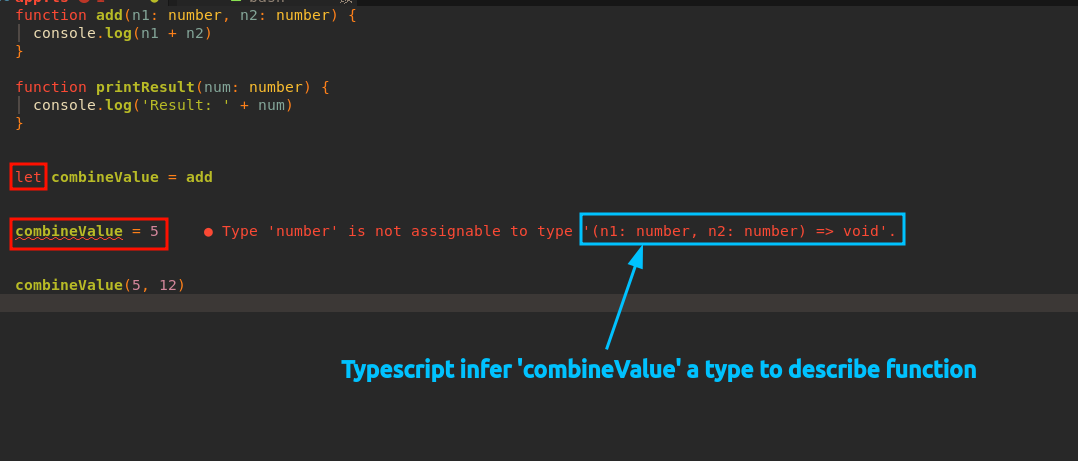 function add(n1: number, n2: number) {
console.log(n1 + n2)
}
function printResult(num: number) {
console.log('Result: ' + num)
}
let combineValue = add
combineValue = 5 ● Type 'number' is not assignable to type '(n1: number, n2: number) => void'.
combineValue(5, 12)
Typescript infer 'combineValue' a type to describe function